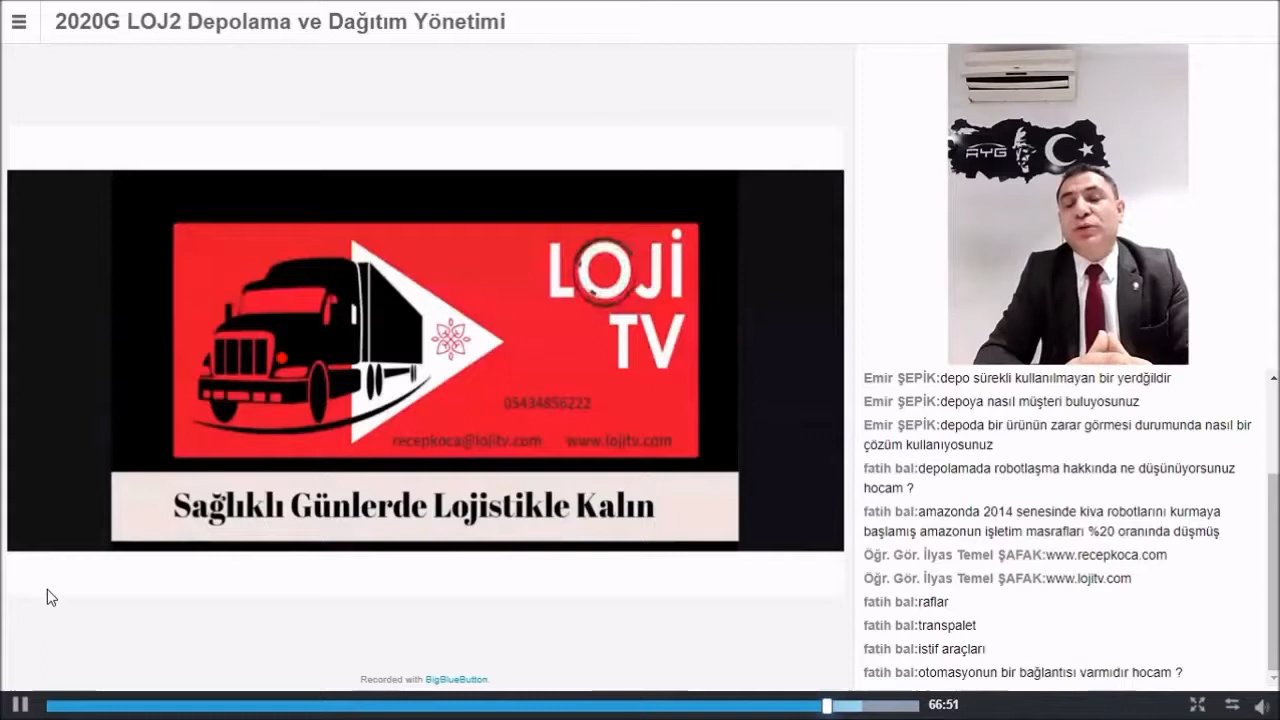 2020G LOJ2 Depolama ve Dağıtım Yönetimi
LOJİ
TV
05434856222
recepkoca@lojitv.com www.lojitv.com
Sağlıklı Günlerde Lojistikle Kalın
AYG
Emir ŞEPİK:depo sürekli kullanılmayan bir yerdğildir
Emir ŞEPİK:depoya nasıl müşteri buluyosunuz
Emir ŞEPİK:depoda bir ürünün zarar görmesi durumunda nasıl bir
çözüm kullanıyosunuz
fatih bal:depolamada robotlaşma hakkında ne düşünüyorsunuz
hocam ?
fatih bal:amazonda 2014 senesinde kiva robotlarını kurmaya
başlamış amazonun işletim masrafları %20 oranında düşmüş
Öğr. Gör. İlyas Temel ŞAFAK:www.recepkoca.com
Öğr. Gör. İlyas Temel ŞAFAK:www.lojitv.com
fatih bal:raflar
fatih bal:transpalet
fatih bal:istif araçları
fatih bal:otomasyonun bir bağlantısı varmıdır hocam ?
Recorded with BigBlueButton.
66:51